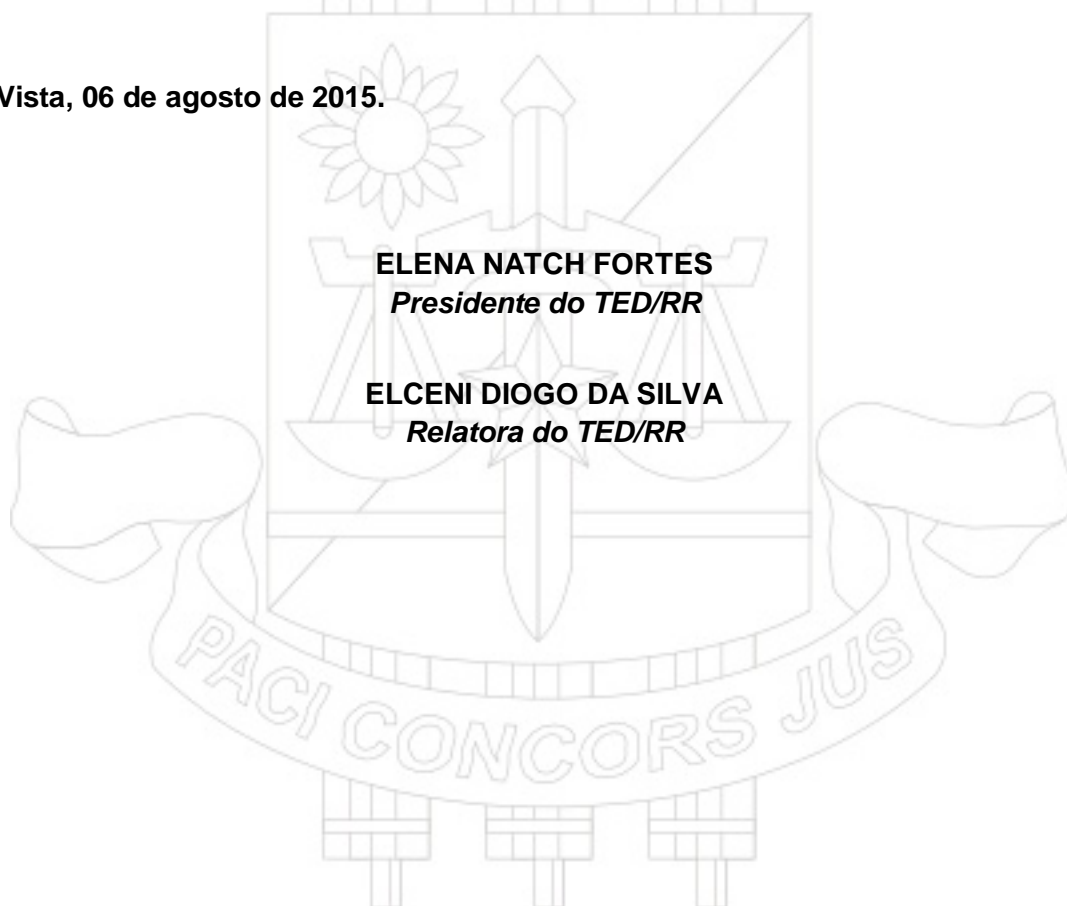 Vista, 06 de agosto de 2015.
ELENA NATCH FORTES
Presidente do TED/RR
ELCENI DIOGO DA SILVA
Relatora do TED/RR
PACI CONCORS JUS